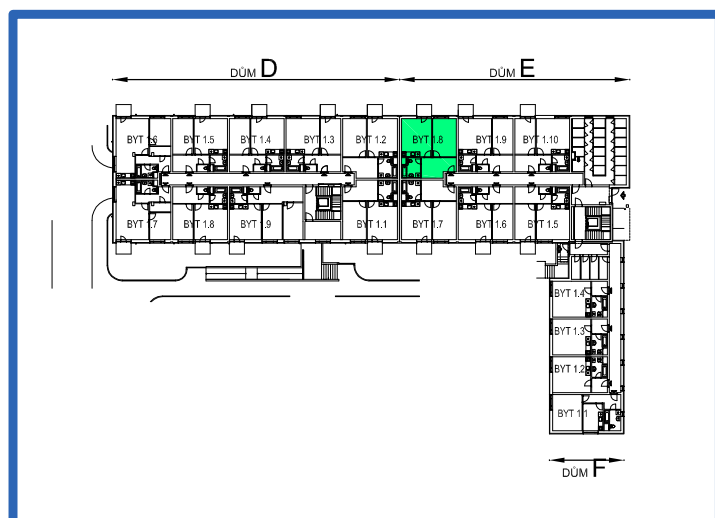 DŮM D DŮM E
BYT 1.6 BYT 1.5 BYT 1.4 BYT 1.3 BYT 1.2 BYT 1.8 BYT 1.9 BYT 1.10
BYT 1.7 BYT 1.8 BYT 1.9 BYT 1.1 BYT 1.7 BYT 1.6 BYT 1.5
BYT 1.4
BYT 1.3
BYT 1.2
BYT 1.1
DŮM F